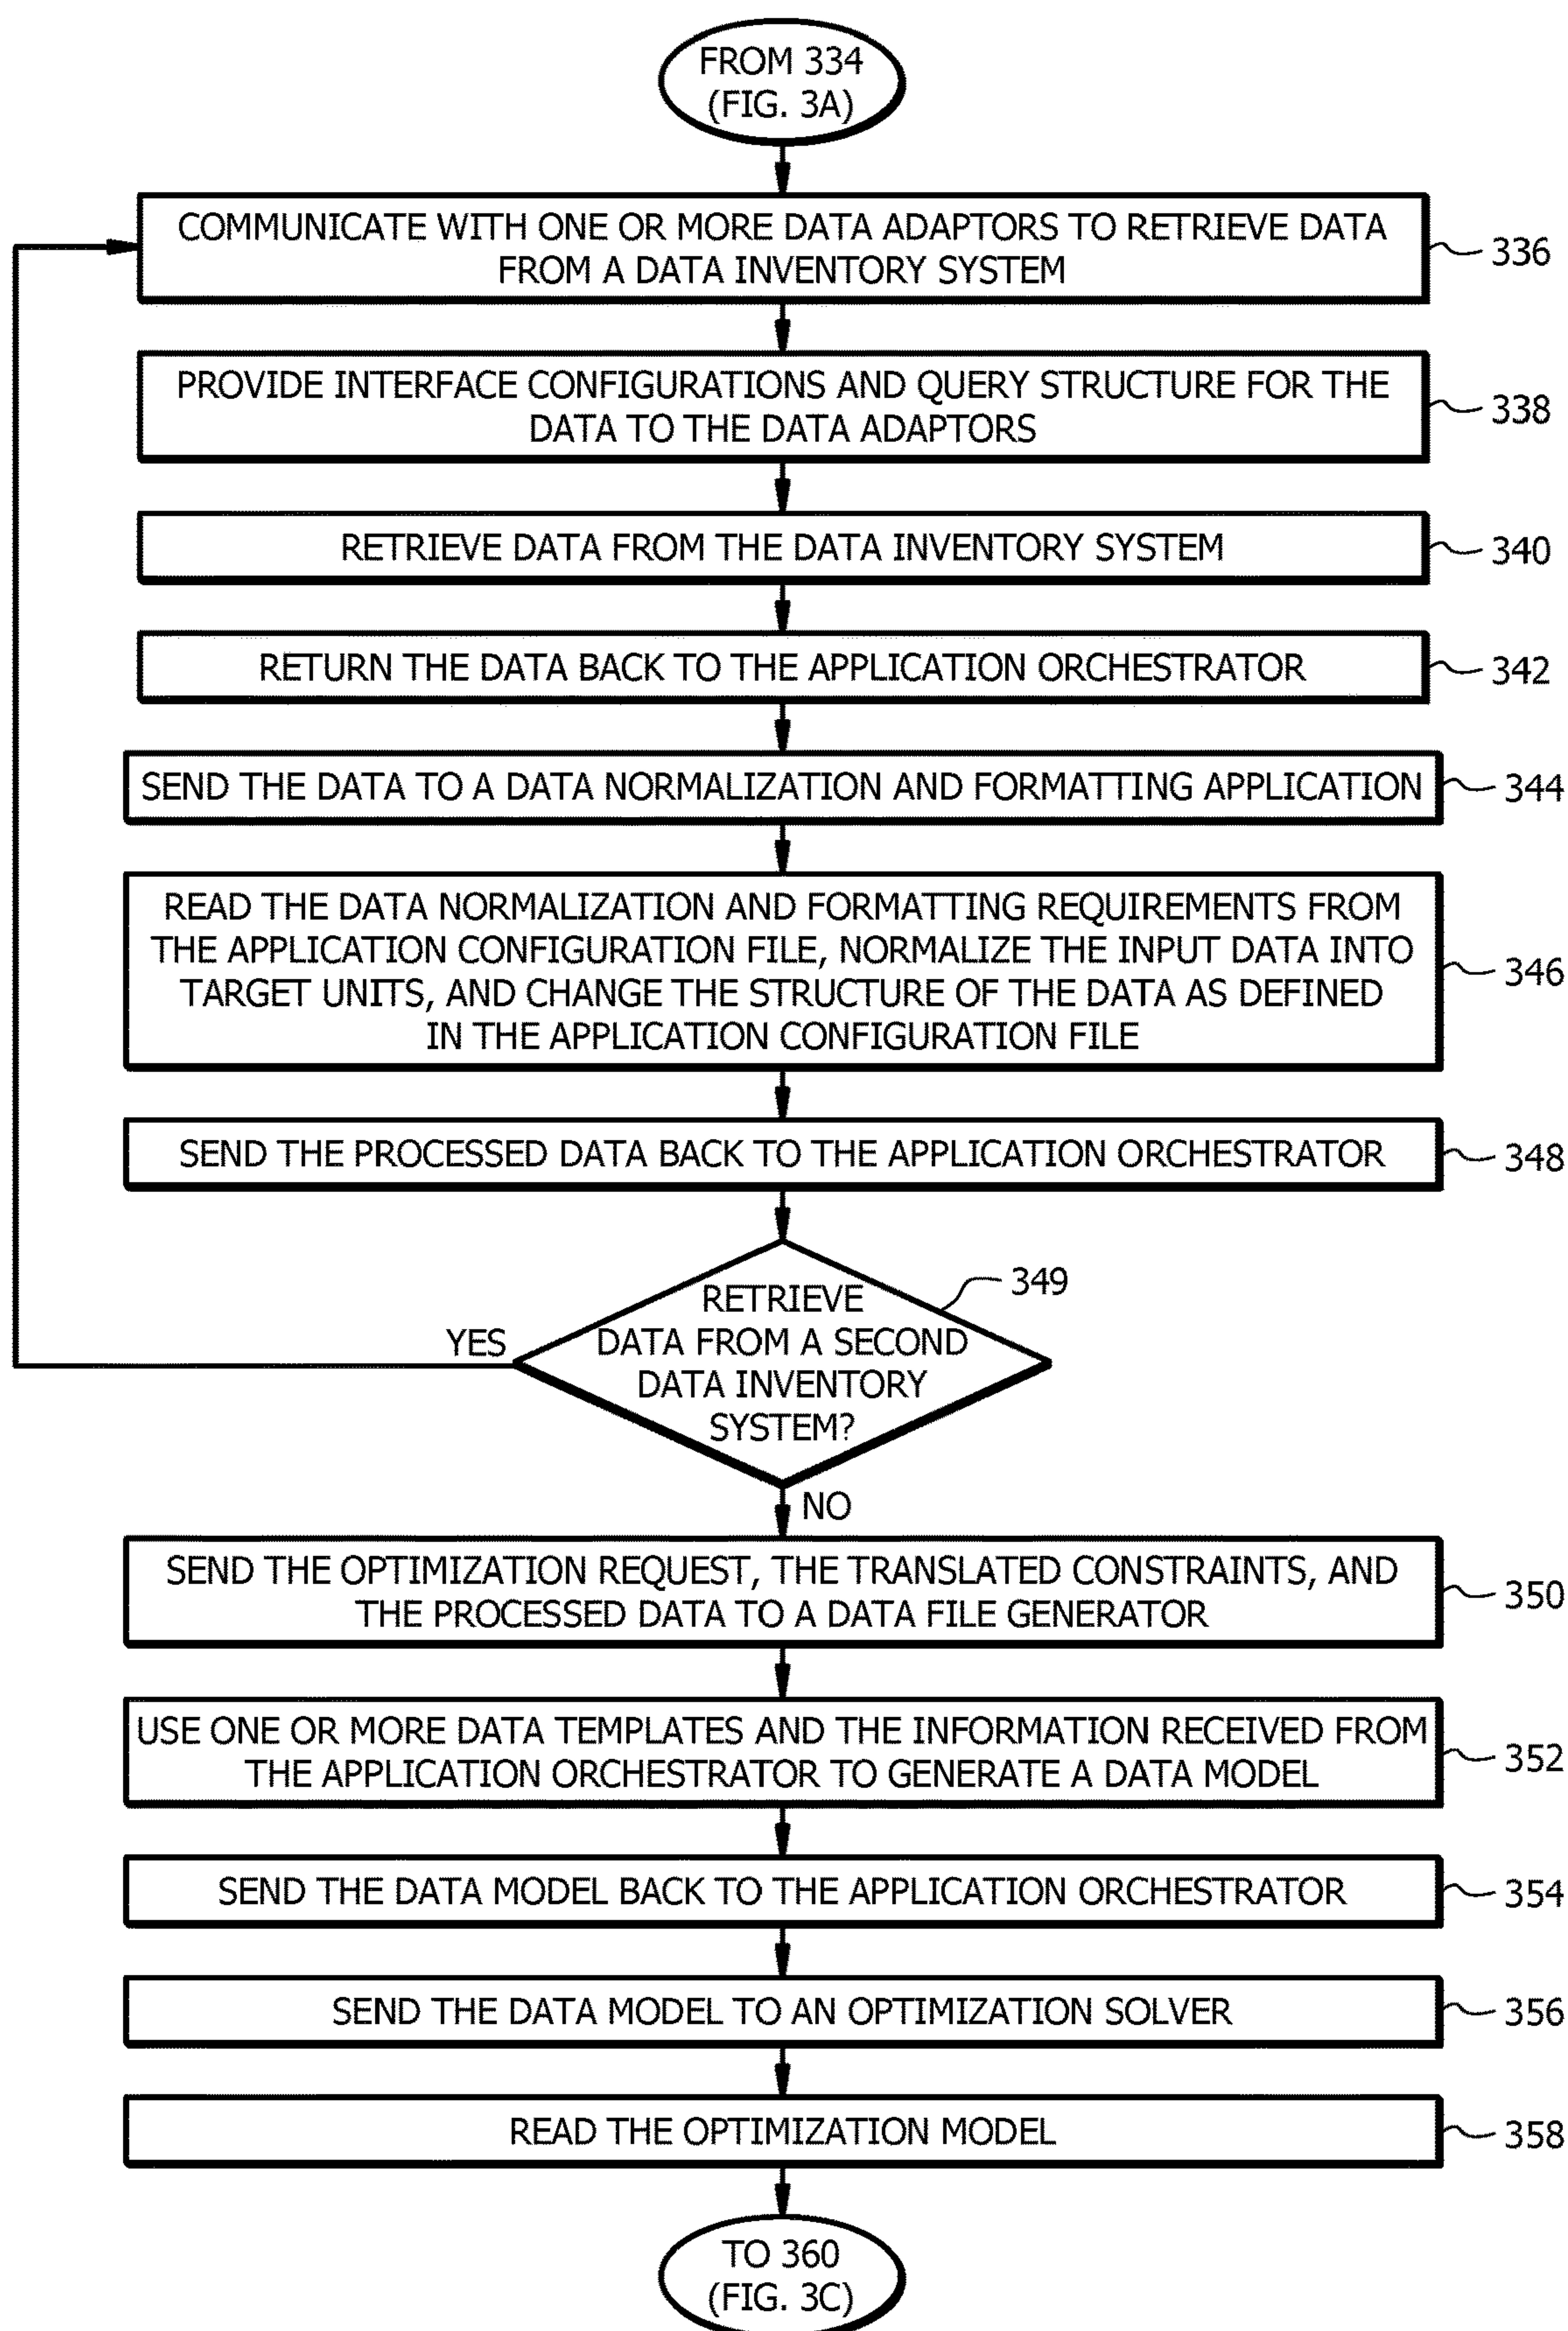 FROM 334
(FIG. 3A)
COMMUNICATE WITH ONE OR MORE DATA ADAPTORS TO RETRIEVE DATA
FROM A DATA INVENTORY SYSTEM
336
PROVIDE INTERFACE CONFIGURATIONS AND QUERY STRUCTURE FOR THE
DATA TO THE DATA ADAPTORS
338
RETRIEVE DATA FROM THE DATA INVENTORY SYSTEM
340
RETURN THE DATA BACK TO THE APPLICATION ORCHESTRATOR
342
SEND THE DATA TO A DATA NORMALIZATION AND FORMATTING APPLICATION
344
READ THE DATA NORMALIZATION AND FORMATTING REQUIREMENTS FROM
THE APPLICATION CONFIGURATION FILE, NORMALIZE THE INPUT DATA INTO
TARGET UNITS, AND CHANGE THE STRUCTURE OF THE DATA AS DEFINED
IN THE APPLICATION CONFIGURATION FILE
346
SEND THE PROCESSED DATA BACK TO THE APPLICATION ORCHESTRATOR
348
349
RETRIEVE
DATA FROM A SECOND
DATA INVENTORY
SYSTEM?
YES
NO
SEND THE OPTIMIZATION REQUEST, THE TRANSLATED CONSTRAINTS, AND
THE PROCESSED DATA TO A DATA FILE GENERATOR
350
USE ONE OR MORE DATA TEMPLATES AND THE INFORMATION RECEIVED FROM
THE APPLICATION ORCHESTRATOR TO GENERATE A DATA MODEL
352
SEND THE DATA MODEL BACK TO THE APPLICATION ORCHESTRATOR
354
SEND THE DATA MODEL TO AN OPTIMIZATION SOLVER
356
READ THE OPTIMIZATION MODEL
358
TO 360
(FIG. 3C)